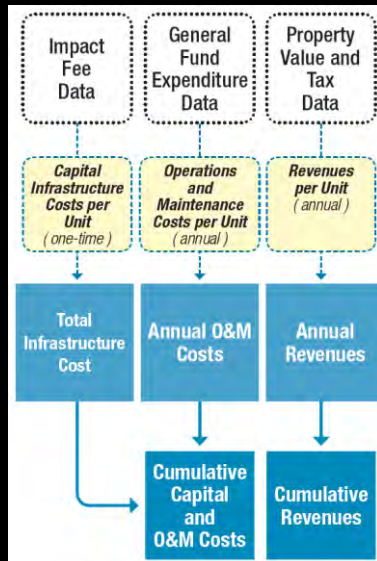 Impact
Fee
Data
General
Fund
Expenditure
Data
Property
Value and
Tax
Data
Capital
Infrastructure
Costs per
Unit
( one-time )
Operations
and
Maintenance
Costs per Unit
( annual )
Revenues
per Unit
( annual )
Total
Infrastructure
Cost
Annual O&M
Costs
Annual
Revenues
Cumulative
Capital
and
O&M Costs
Cumulative
Revenues